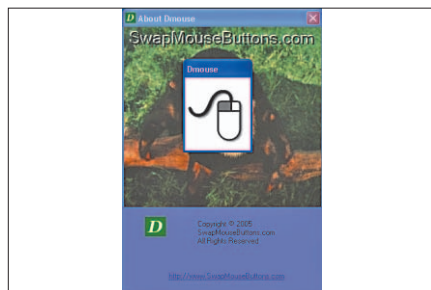 D About Dmouse
SwapMouseButtons.com
Dmouse
D
Copyright © 2005
SwapMouseButtons.com
All Rights Reserved
http://www.SwapMouseButtons.com